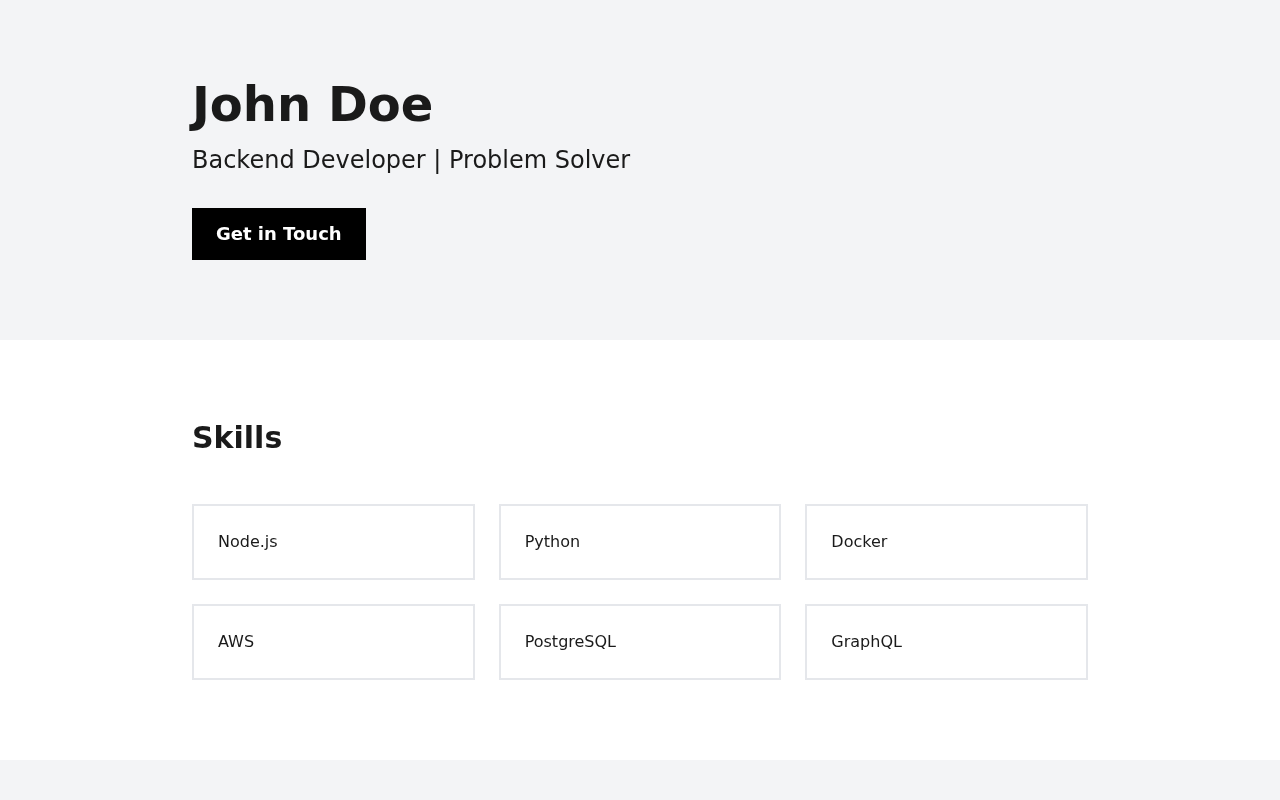 John Doe
Backend Developer | Problem Solver
Get in Touch
Skills
Node.js
Python
Docker
AWS
PostgreSQL
GraphQL